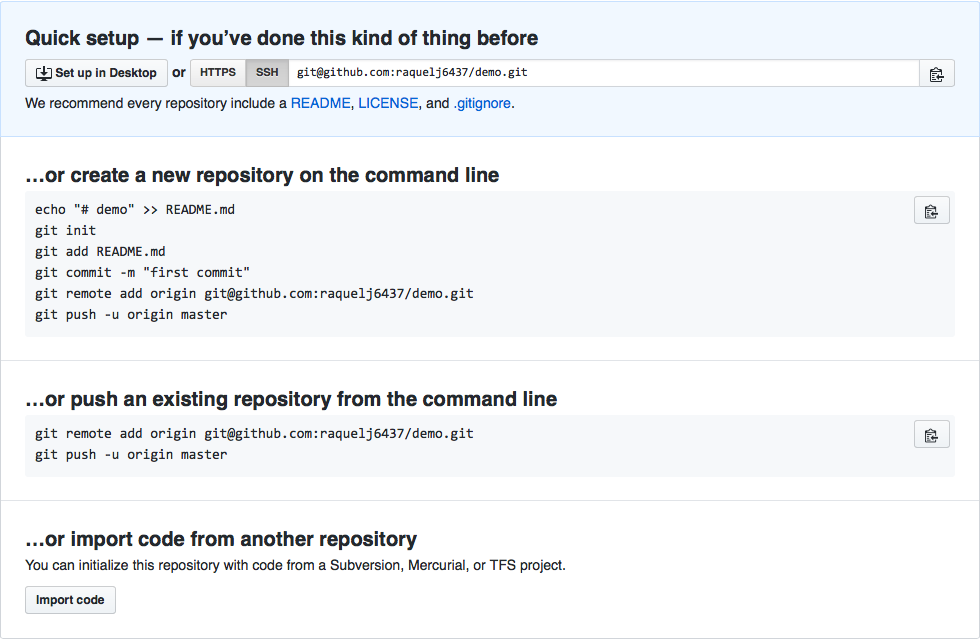 Quick setup — if you’ve done this kind of thing before
Set up in Desktop or HTTPS SSH git@github.com:raquelj6437/demo.git
We recommend every repository include a README, LICENSE, and .gitignore.
…or create a new repository on the command line
echo "# demo" >> README.md
git init
git add README.md
git commit -m "first commit"
git remote add origin git@github.com:raquelj6437/demo.git
git push -u origin master
…or push an existing repository from the command line
git remote add origin git@github.com:raquelj6437/demo.git
git push -u origin master
…or import code from another repository
You can initialize this repository with code from a Subversion, Mercurial, or TFS project.
Import code